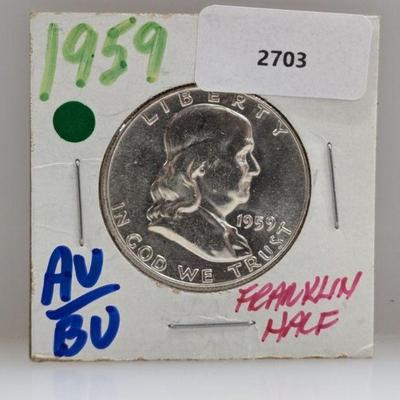 1959
2703
LIBERTY
1959
IN GOD WE TRUST
AU/BU
FRANKLIN
HALF